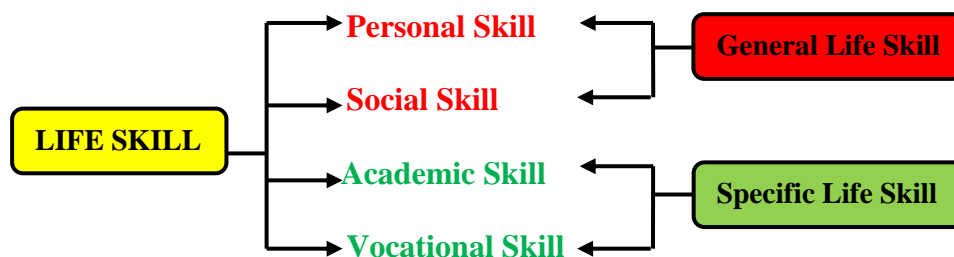 Personal Skill
General Life Skill
Social Skill
LIFE SKILL
Academic Skill
Specific Life Skill
Vocational Skill